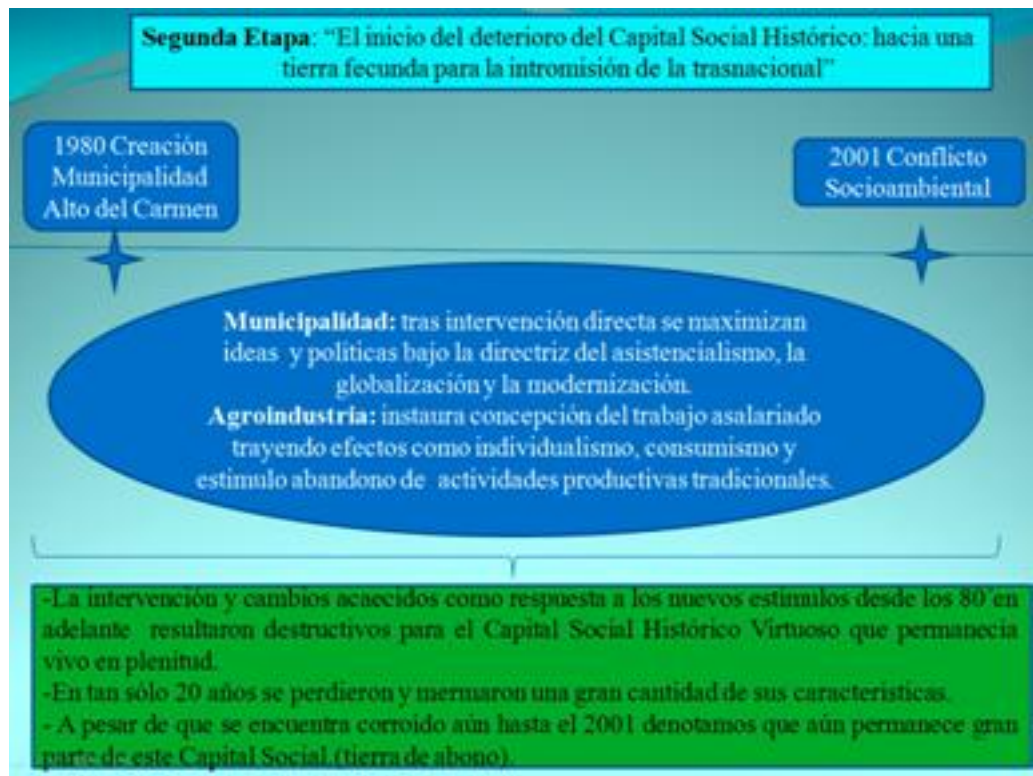 Segunda Etapa: “El inicio del deterioro del Capital Social Histórico: hacia una
tierra fecunda para la intromisión de la trasnacional”
1980 Creación
Municipalidad
Alto del Carmen
2001 Conflicto
Socioambiental
Municipalidad: tras intervención directa se maximizan
ideas y políticas bajo la directriz del asistencialismo, la
globalización y la modernización.
Agroindustria: instaura concepción del trabajo asalariado
trayendo efectos como individualismo, consumismo y
estimulo abandono de actividades productivas tradicionales.
-La intervención y cambios acaecidos como respuesta a los nuevos estímulos desde los 80´en
adelante resultaron destructivos para el Capital Social Histórico Virtuoso que permanecía
vivo en plenitud.
-En tan sólo 20 años se perdieron y mermaron una gran cantidad de sus características.
- A pesar de que se encuentra corroído aún hasta el 2001 denotamos que aún permanece gran
parte de este Capital Social.(tierra de abono).